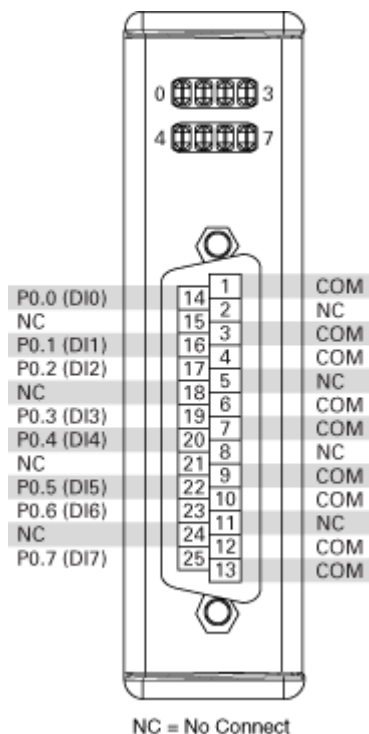 0 3
4 7
1 COM
P0.0 (DI0) 14
2 NC
NC 15
3 COM
P0.1 (DI1) 16
4 COM
P0.2 (DI2) 17
5 NC
NC 18
6 COM
P0.3 (DI3) 19
7 COM
P0.4 (DI4) 20
8 NC
NC 21
9 COM
P0.5 (DI5) 22
10 COM
P0.6 (DI6) 23
11 NC
NC 24
12 COM
P0.7 (DI7) 25
13 COM
NC = No Connect